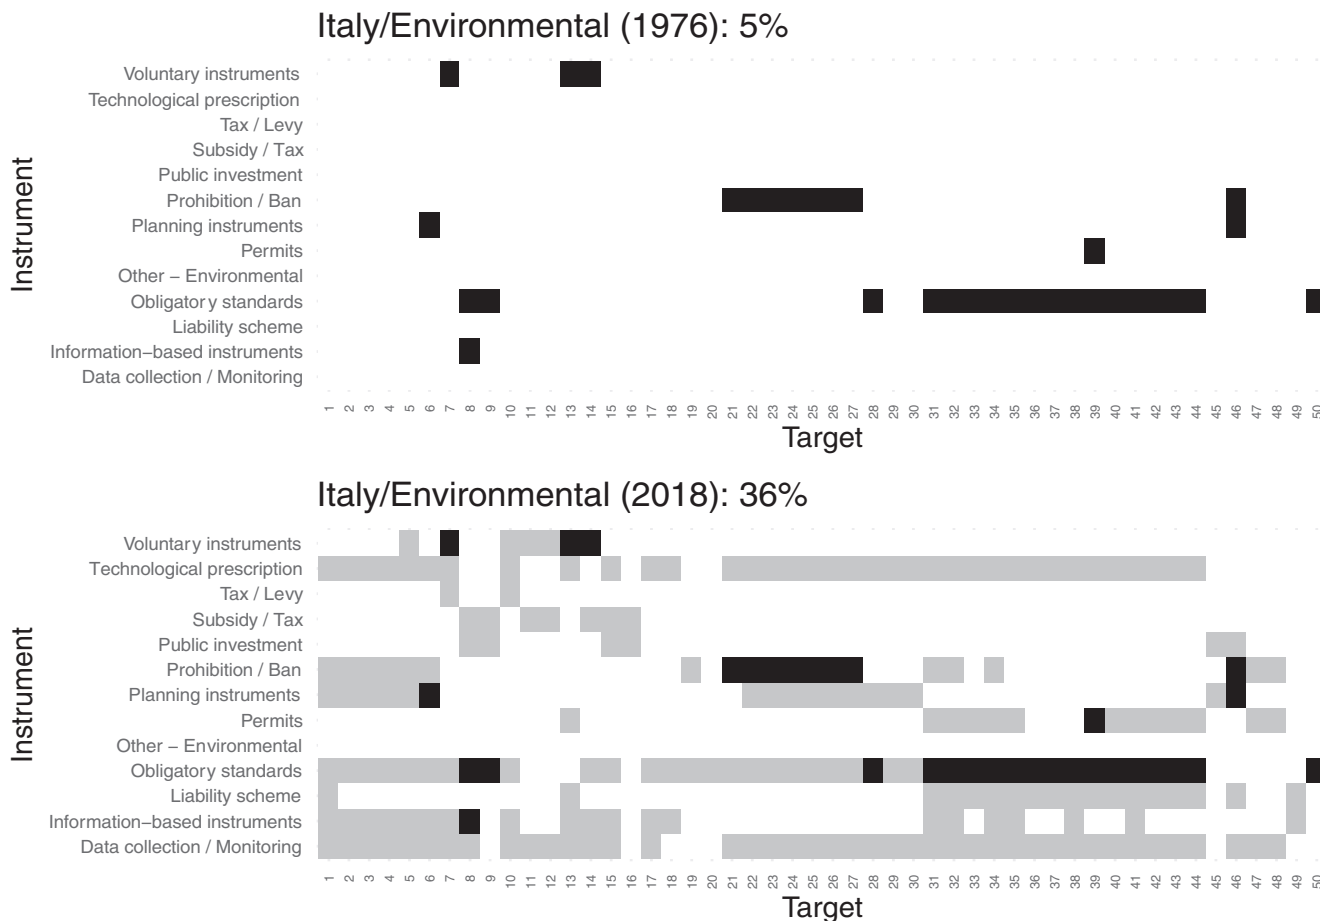 Italy/Environmental (1976): 5%
Instrument
Voluntary instruments
Technological prescription
Tax / Levy
Subsidy / Tax
Public investment
Prohibition / Ban
Planning instruments
Permits
Other – Environmental
Obligatory standards
Liability scheme
Information–based instruments
Data collection / Monitoring
1 2 3 4 5 6 7 8 9 10 11 12 13 14 15 16 17 18 19 20 21 22 23 24 25 26 27 28 29 30 31 32 33 34 35 36 37 38 39 40 41 42 43 44 45 46 47 48 49 50
Target
Italy/Environmental (2018): 36%
Instrument
Voluntary instruments
Technological prescription
Tax / Levy
Subsidy / Tax
Public investment
Prohibition / Ban
Planning instruments
Permits
Other – Environmental
Obligatory standards
Liability scheme
Information–based instruments
Data collection / Monitoring
1 2 3 4 5 6 7 8 9 10 11 12 13 14 15 16 17 18 19 20 21 22 23 24 25 26 27 28 29 30 31 32 33 34 35 36 37 38 39 40 41 42 43 44 45 46 47 48 49 50
Target